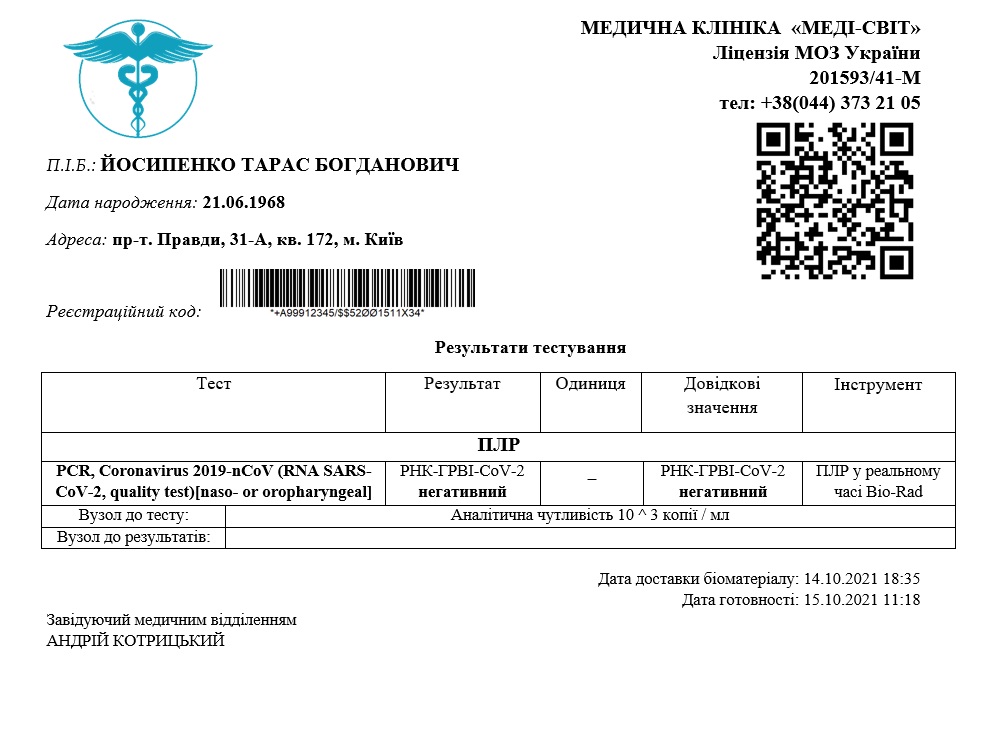 МЕДИЧНА КЛІНІКА «МЕДІ-СВІТ»
Ліцензія МОЗ України
201593/41-М
тел: +38(044) 373 21 05
П.І.Б.: ЙОСИПЕНКО ТАРАС БОГДАНОВИЧ
Дата народження: 21.06.1968
Адреса: пр-т. Правди, 31-А, кв. 172, м. Київ
Реєстраційний код:
*+A99912345/$$52ØØ1511X34*
Результати тестування
Тест Результат Одиниця Довідкові значення Інструмент
ПЛР
PCR, Coronavirus 2019-nCoV (RNA SARS- РНК-ГРВІ-CoV-2 – РНК-ГРВІ-CoV-2 ПЛР у реальному
CoV-2, quality test)[naso- or oropharyngeal] негативний негативний часі Bio-Rad
Вузол до тесту: Аналітична чутливість 10 ^ 3 копії / мл
Вузол до результатів:
Дата доставки біоматеріалу: 14.10.2021 18:35
Дата готовності: 15.10.2021 11:18
Завідуючий медичним відділенням
АНДРІЙ КОТРИЦЬКИЙ